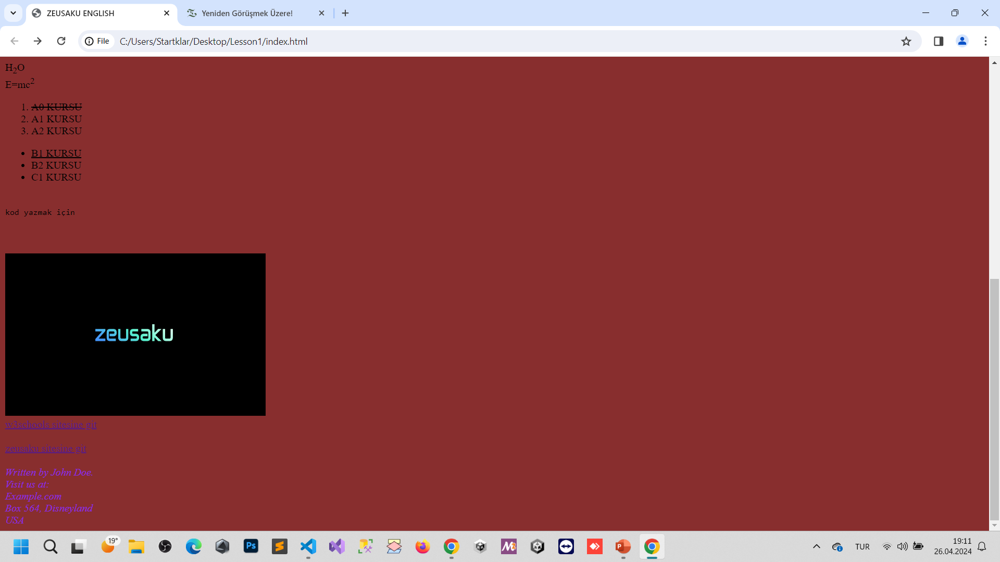 ZEUSAKU ENGLISH
Yeniden Görüşmek Üzere!
File
C:/Users/Startklar/Desktop/Lesson1/index.html
H₂O
E=mc²
1. A0 KURSU
2. A1 KURSU
3. A2 KURSU
• B1 KURSU
• B2 KURSU
• C1 KURSU
kod yazmak için
zeusaku
w3schools sitesine git
zeusaku sitesine git
Written by John Doe.
Visit us at:
Example.com
Box 564, Disneyland
USA
19°
Ps
TUR
19:11
26.04.2024